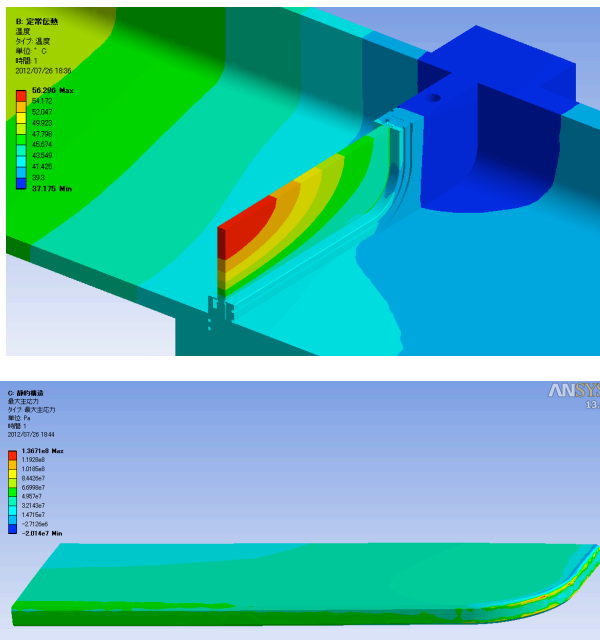 B: 定常伝熱
温度
タイプ: 温度
単位: °C
時間: 1
2012/07/26 18:36
56.296 Max
54.172
52.047
49.923
47.798
45.674
43.549
41.425
39.3
37.175 Min
C: 静的構造
最大主応力
タイプ: 最大主応力
単位: Pa
時間: 1
2012/07/26 18:44
1.3671e8 Max
1.1928e8
1.0185e8
8.4426e7
6.6998e7
4.957e7
3.2143e7
1.4715e7
-2.7126e6
-2.014e7 Min
ANSYS
13.